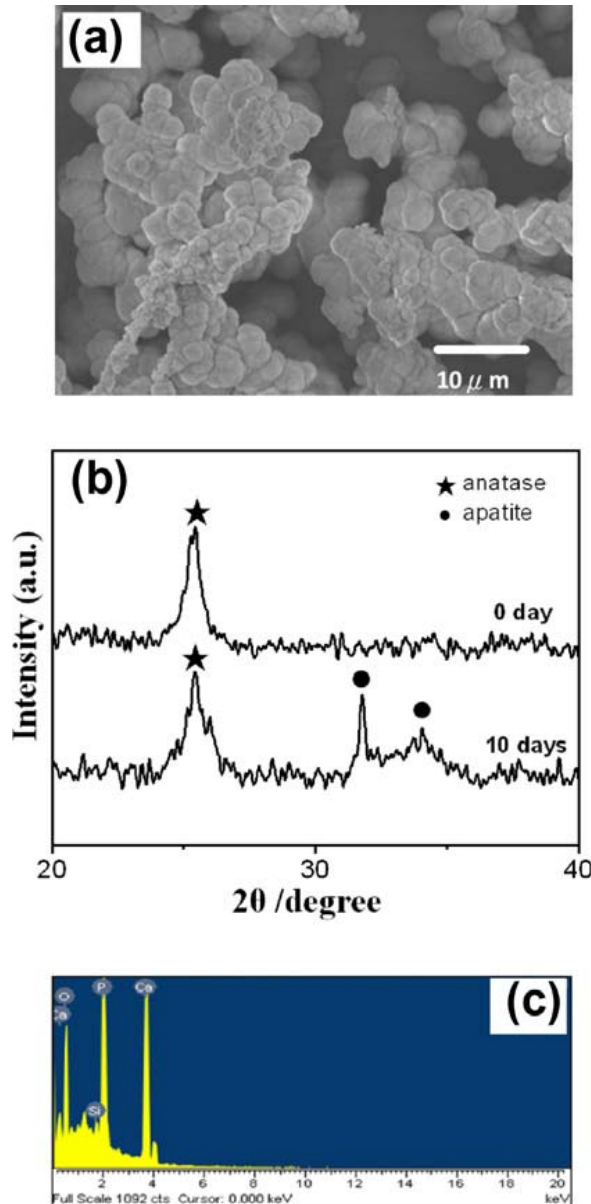 (a)
10 μ m
(b)
★ anatase
● apatite
0 day
10 days
Intensity (a.u.)
20 30 40
2θ /degree
(c)
O P Ca
Ca
Si
2 4 6 8 10 12 14 16 18 20
Full Scale 1092 cts Cursor: 0.000 keV keV